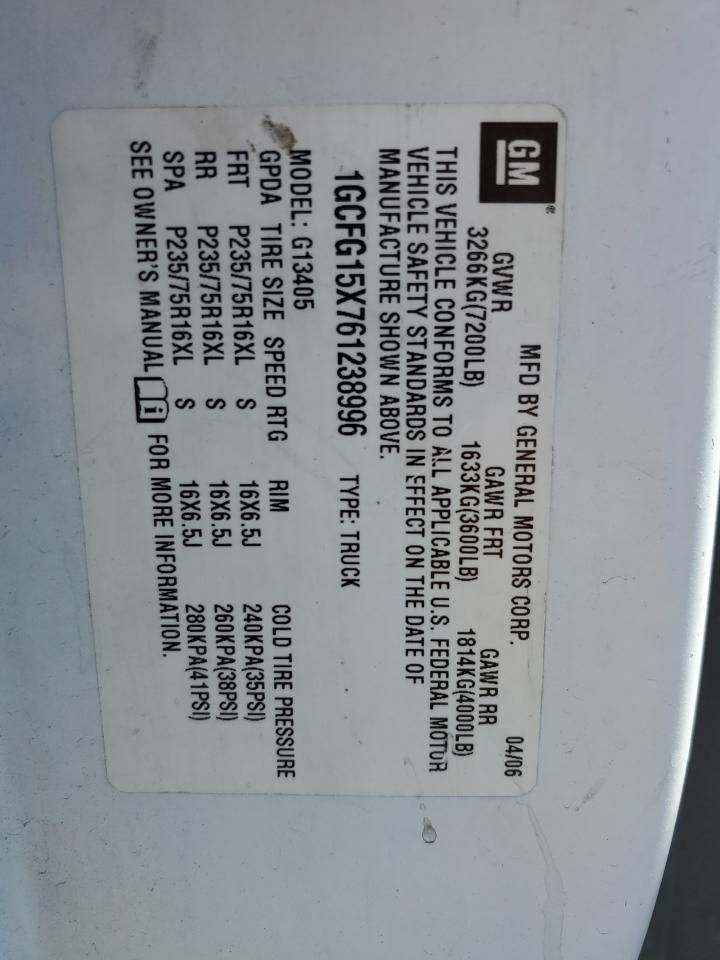 GM®
MFD BY GENERAL MOTORS CORP. 04/06
GVWR GAWR FRT GAWR RR
3266KG(7200LB) 1633KG(3600LB) 1814KG(4000LB)
THIS VEHICLE CONFORMS TO ALL APPLICABLE U.S. FEDERAL MOTOR
VEHICLE SAFETY STANDARDS IN EFFECT ON THE DATE OF
MANUFACTURE SHOWN ABOVE.
1GCFG15X761238996 TYPE: TRUCK
MODEL: G13405
GPDA TIRE SIZE SPEED RTG RIM COLD TIRE PRESSURE
FRT P235/75R16XL S 16X6.5J 240KPA(35PSI)
RR P235/75R16XL S 16X6.5J 260KPA(38PSI)
SPA P235/75R16XL S 16X6.5J 280KPA(41PSI)
SEE OWNER'S MANUAL FOR MORE INFORMATION.